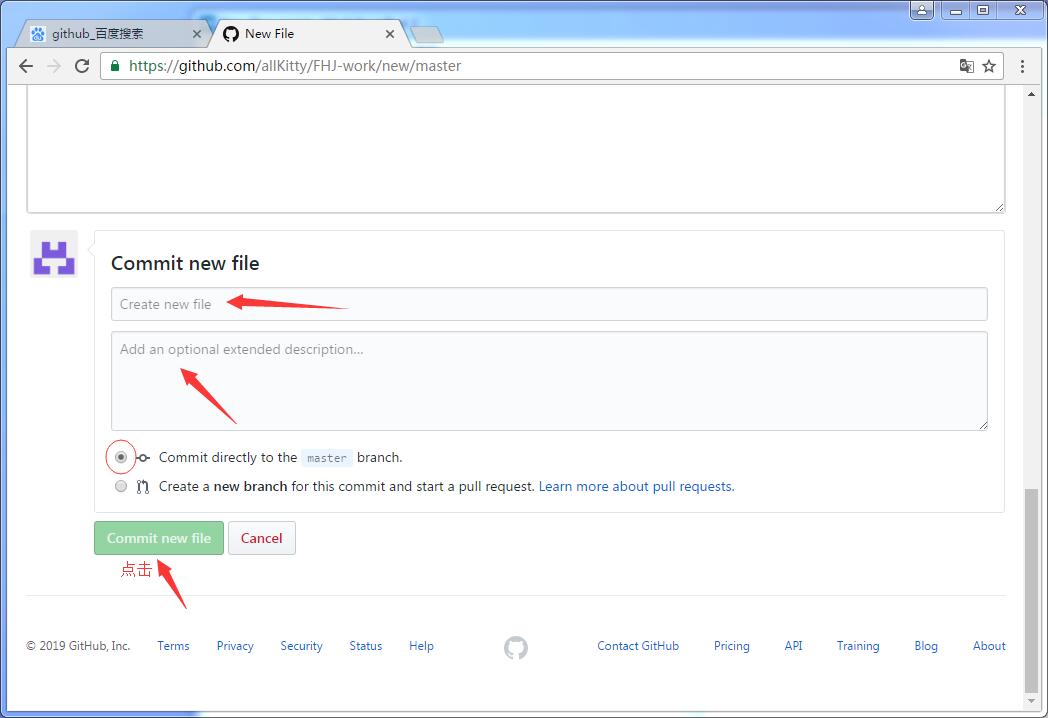 github_百度搜索
New File
https://github.com/allKitty/FHJ-work/new/master
Commit new file
Create new file
Add an optional extended description...
Commit directly to the master branch.
Create a new branch for this commit and start a pull request. Learn more about pull requests.
Commit new file
Cancel
点击
© 2019 GitHub, Inc. Terms Privacy Security Status Help Contact GitHub Pricing API Training Blog About